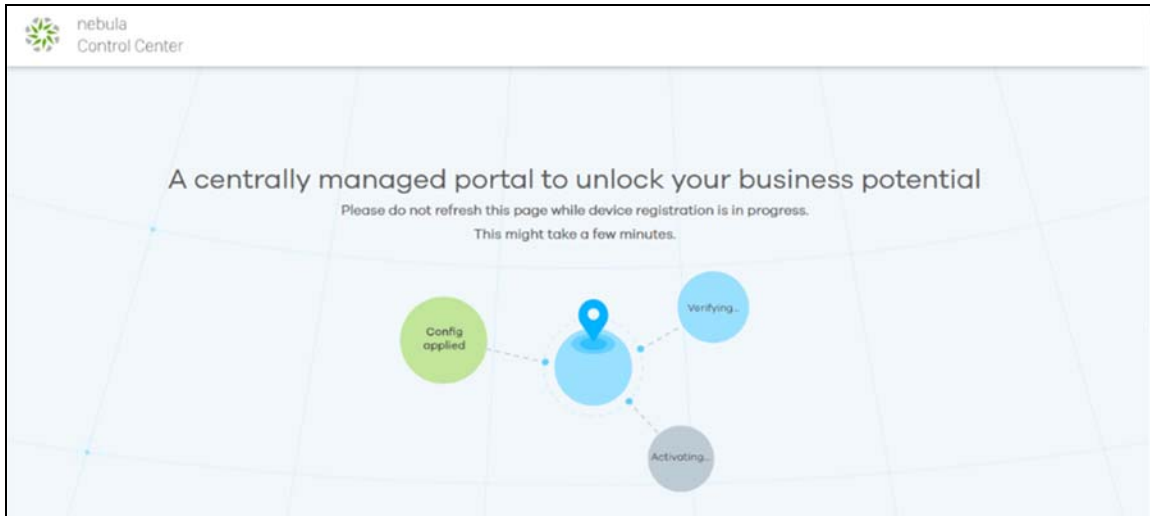 nebula
Control Center
A centrally managed portal to unlock your business potential
Please do not refresh this page while device registration is in progress.
This might take a few minutes.
Verifying...
Config
applied
Activating...